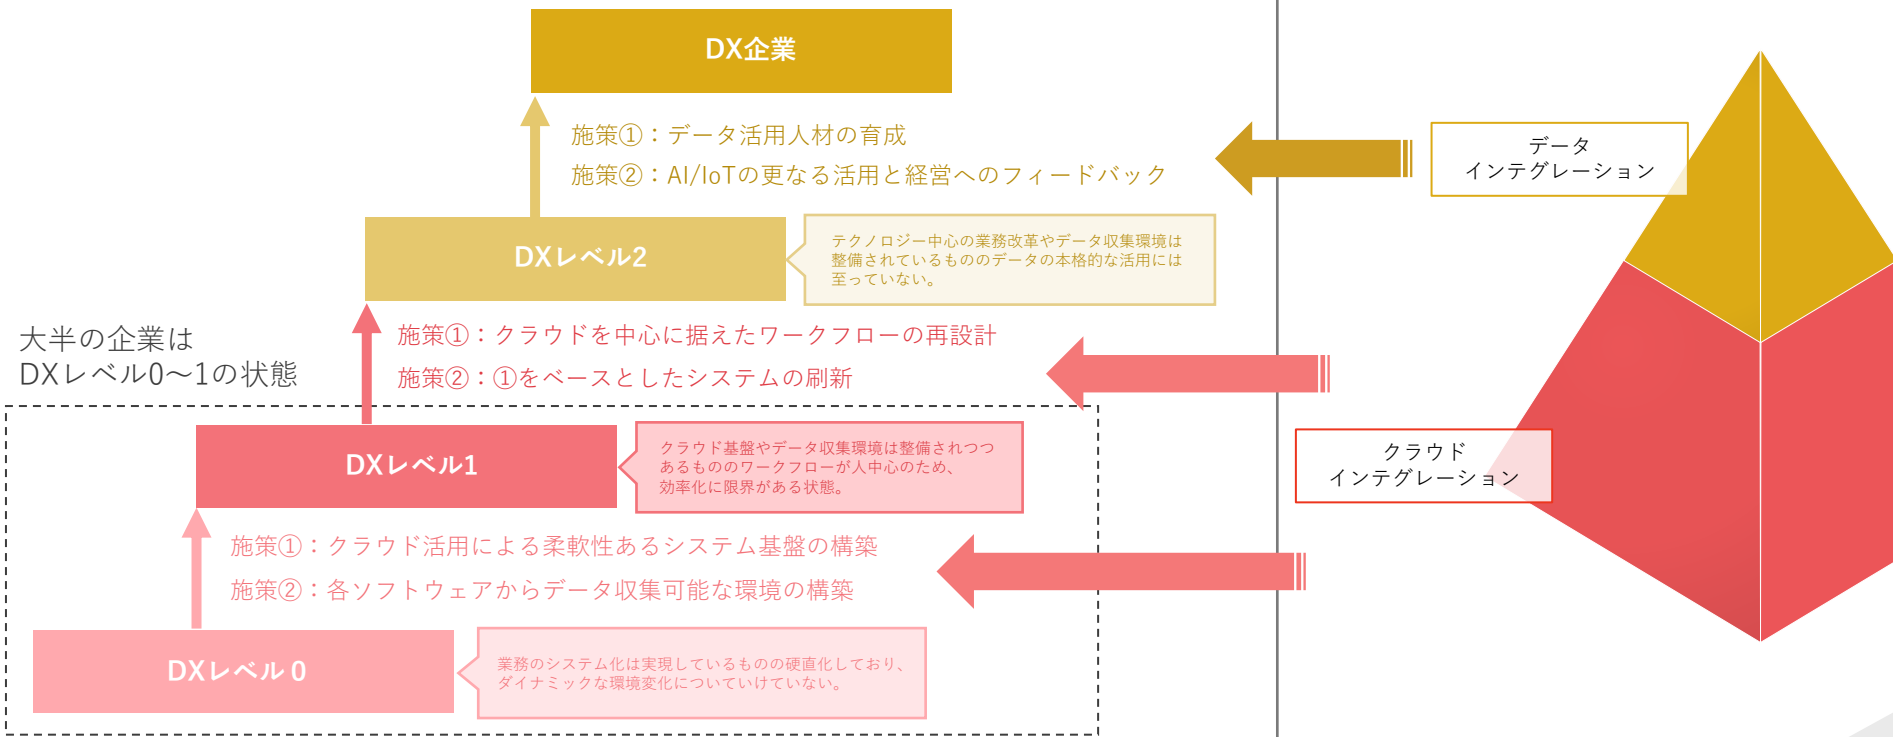 DX企業
施策①：データ活用人材の育成
施策②：AI/IoTの更なる活用と経営へのフィードバック
データ
インテグレーション
DXレベル2
テクノロジー中心の業務改革やデータ収集環境は
整備されているもののデータの本格的な活用には
至っていない。
大半の企業は
DXレベル0～1の状態
施策①：クラウドを中心に据えたワークフローの再設計
施策②：①をベースとしたシステムの刷新
DXレベル1
クラウド基盤やデータ収集環境は整備されつつ
あるもののワークフローが人中心のため、
効率化に限界がある状態。
クラウド
インテグレーション
施策①：クラウド活用による柔軟性あるシステム基盤の構築
施策②：各ソフトウェアからデータ収集可能な環境の構築
DXレベル０
業務のシステム化は実現しているものの硬直化しており、
ダイナミックな環境変化についていけていない。